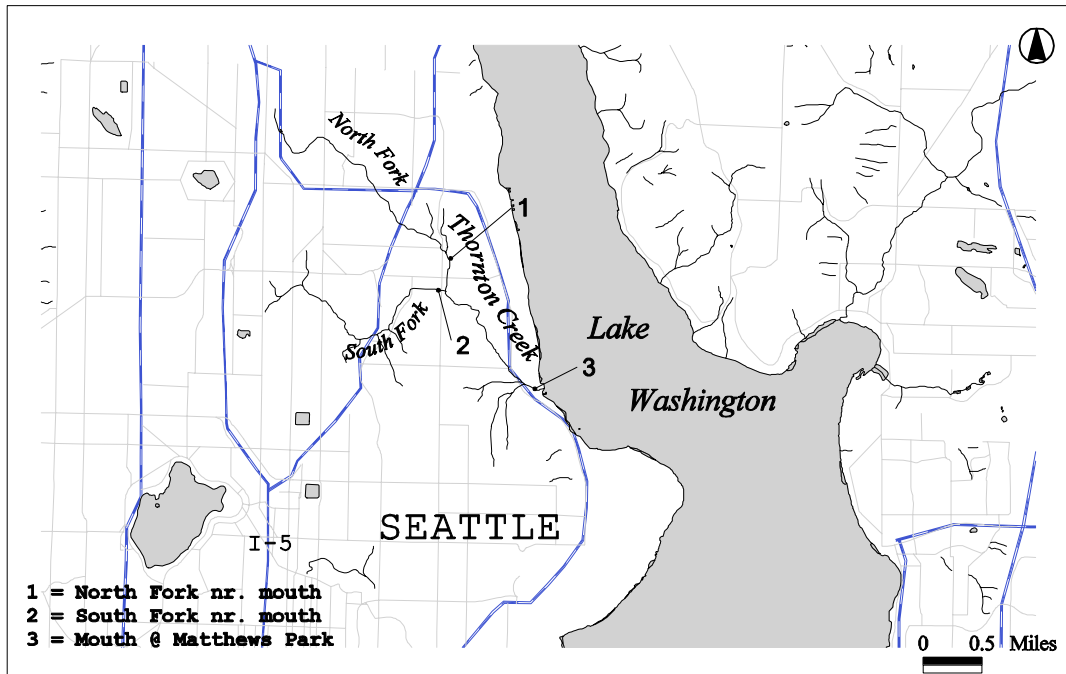 North Fork
1
Thornton Creek
South Fork
2
3
Lake
Washington
SEATTLE
I-5
1 = North Fork nr. mouth
2 = South Fork nr. mouth
3 = Mouth @ Matthews Park
0 0.5 Miles